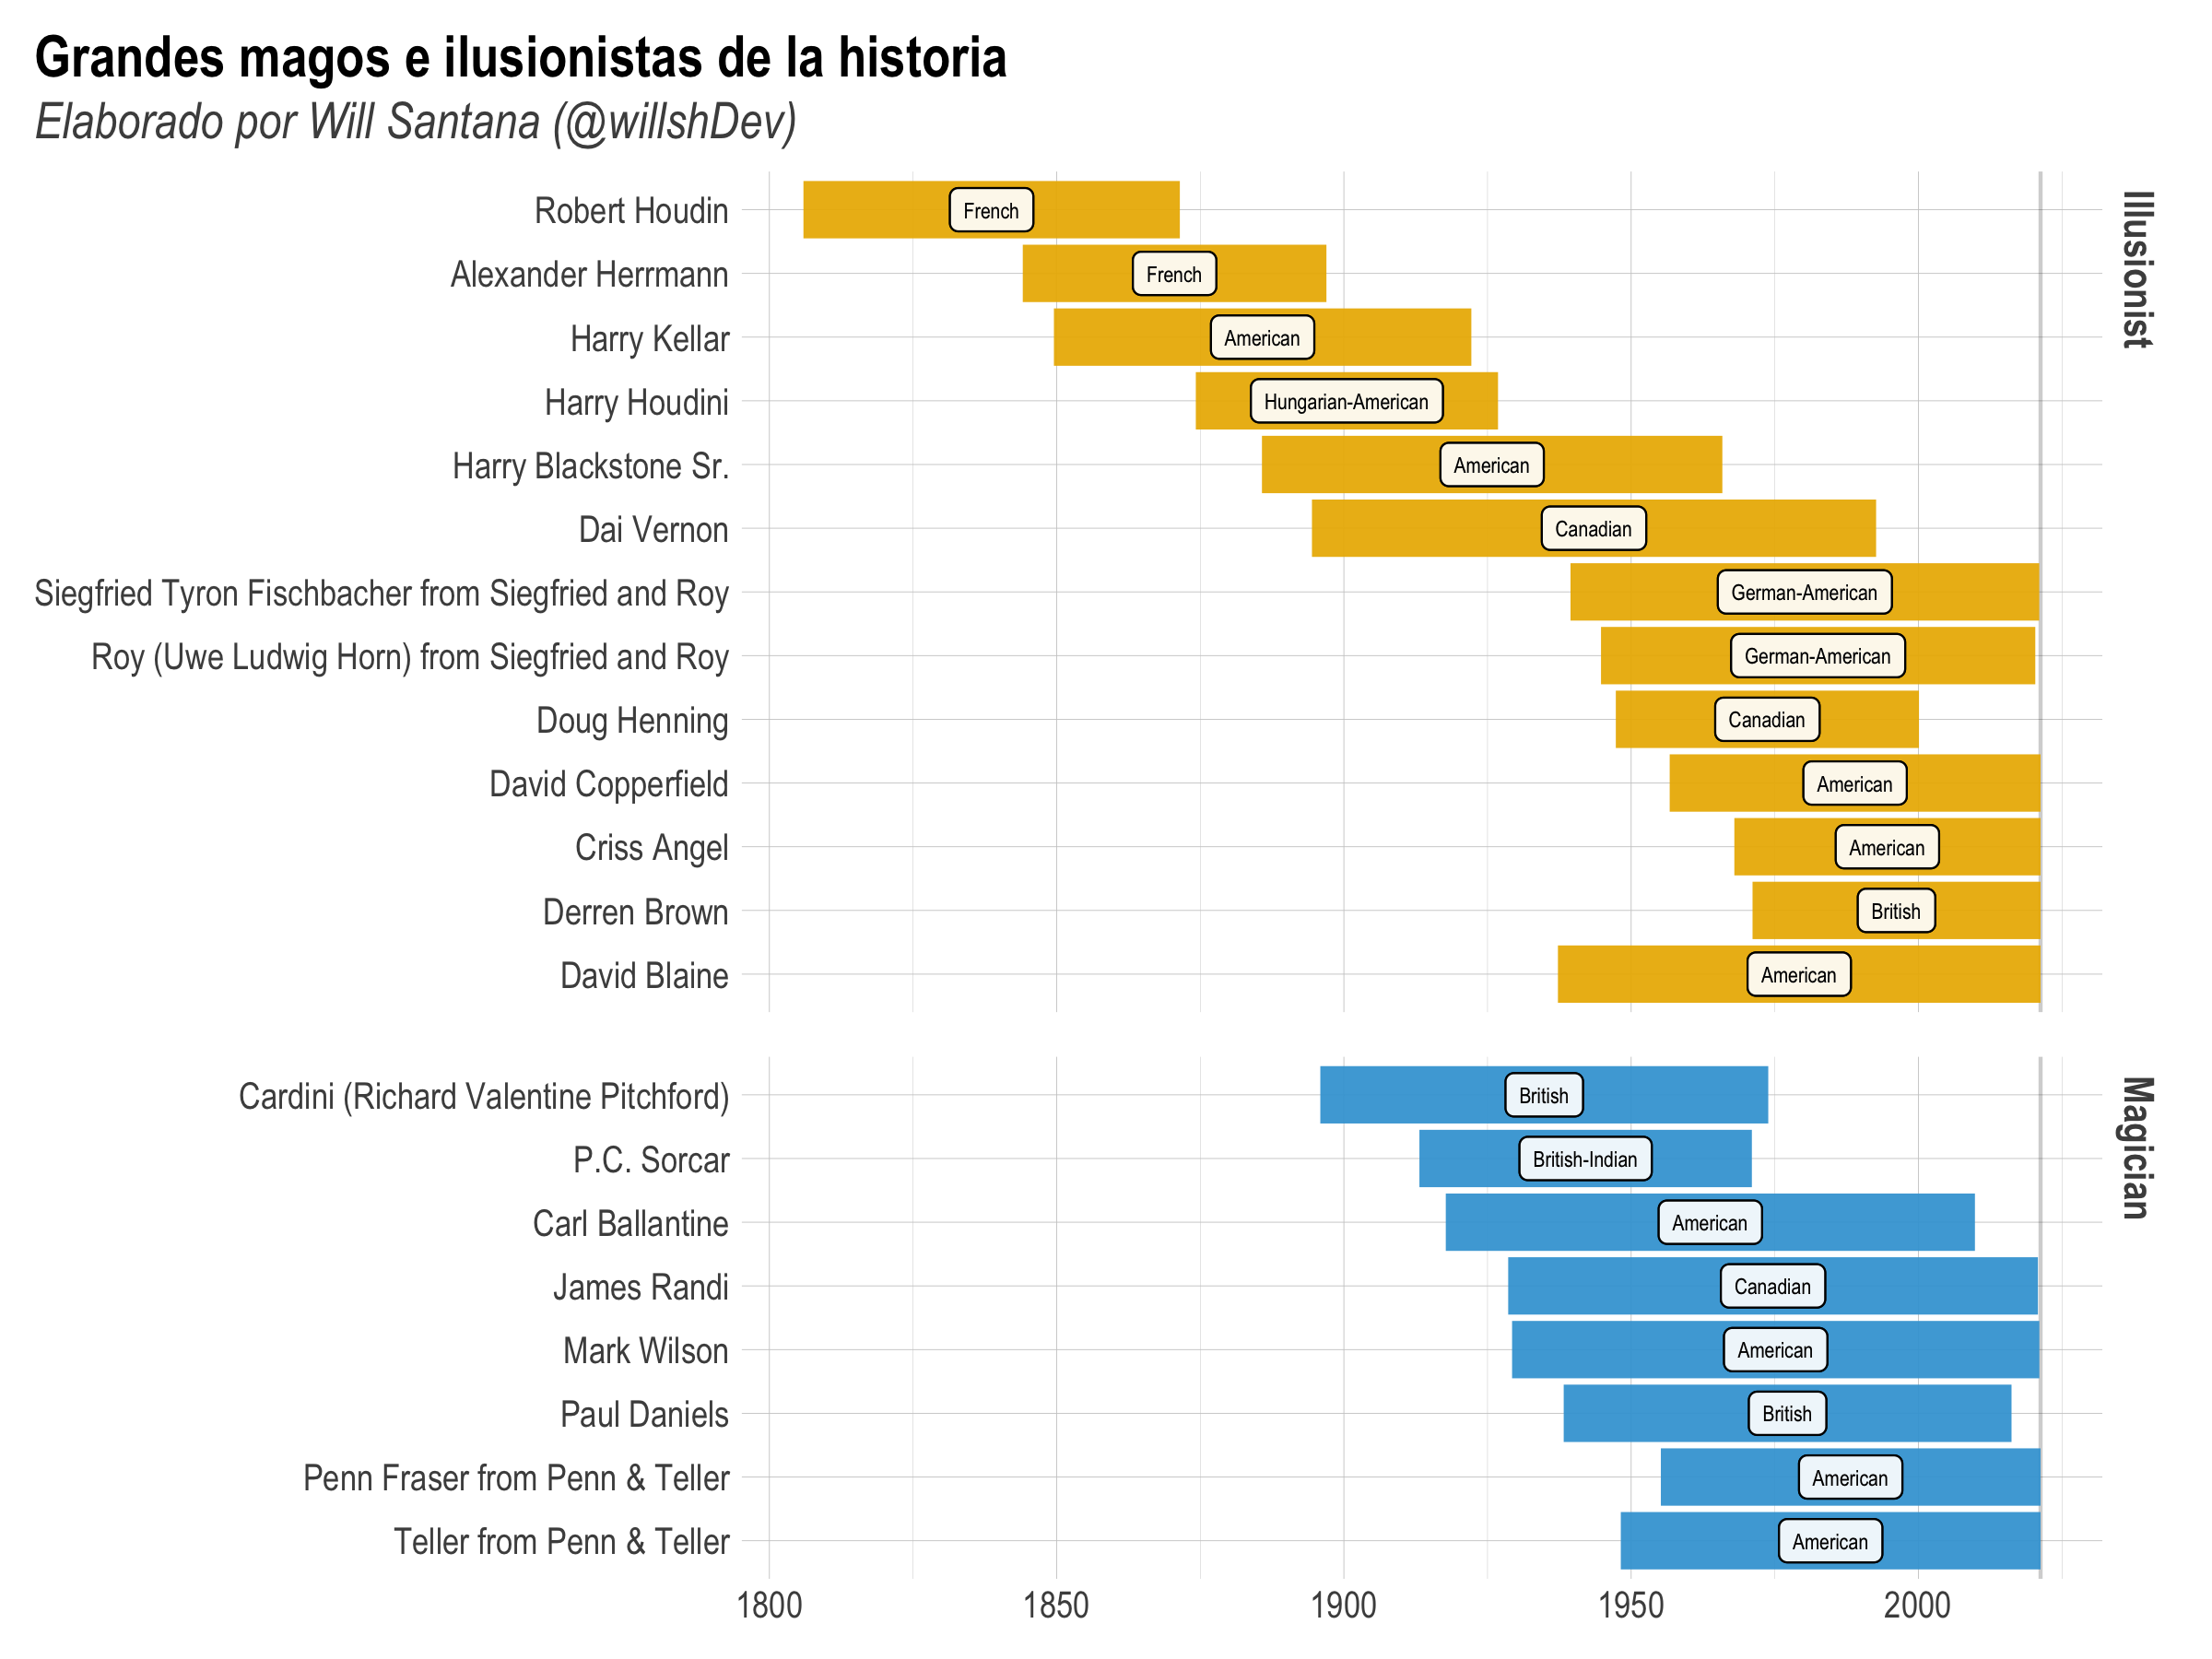 Grandes magos e ilusionistas de la historia
Elaborado por Will Santana (@willshDev)
Illusionist
Robert Houdin French
Alexander Herrmann French
Harry Kellar American
Harry Houdini Hungarian-American
Harry Blackstone Sr. American
Dai Vernon Canadian
Siegfried Tyron Fischbacher from Siegfried and Roy German-American
Roy (Uwe Ludwig Horn) from Siegfried and Roy German-American
Doug Henning Canadian
David Copperfield American
Criss Angel American
Derren Brown British
David Blaine American
Magician
Cardini (Richard Valentine Pitchford) British
P.C. Sorcar British-Indian
Carl Ballantine American
James Randi Canadian
Mark Wilson American
Paul Daniels British
Penn Fraser from Penn & Teller American
Teller from Penn & Teller American
1800 1850 1900 1950 2000